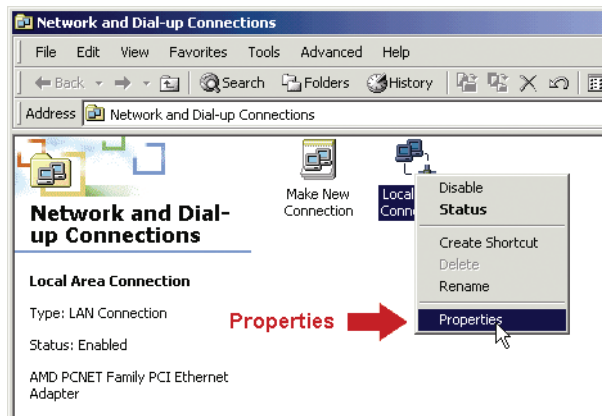 Network and Dial-up Connections
File Edit View Favorites Tools Advanced Help
Back Search Folders History
Address Network and Dial-up Connections
Network and Dial-
up Connections
Local Area Connection
Type: LAN Connection
Status: Enabled
AMD PCNET Family PCI Ethernet
Adapter
Make New
Connection
Local
Conn
Disable
Status
Create Shortcut
Delete
Rename
Properties
Properties